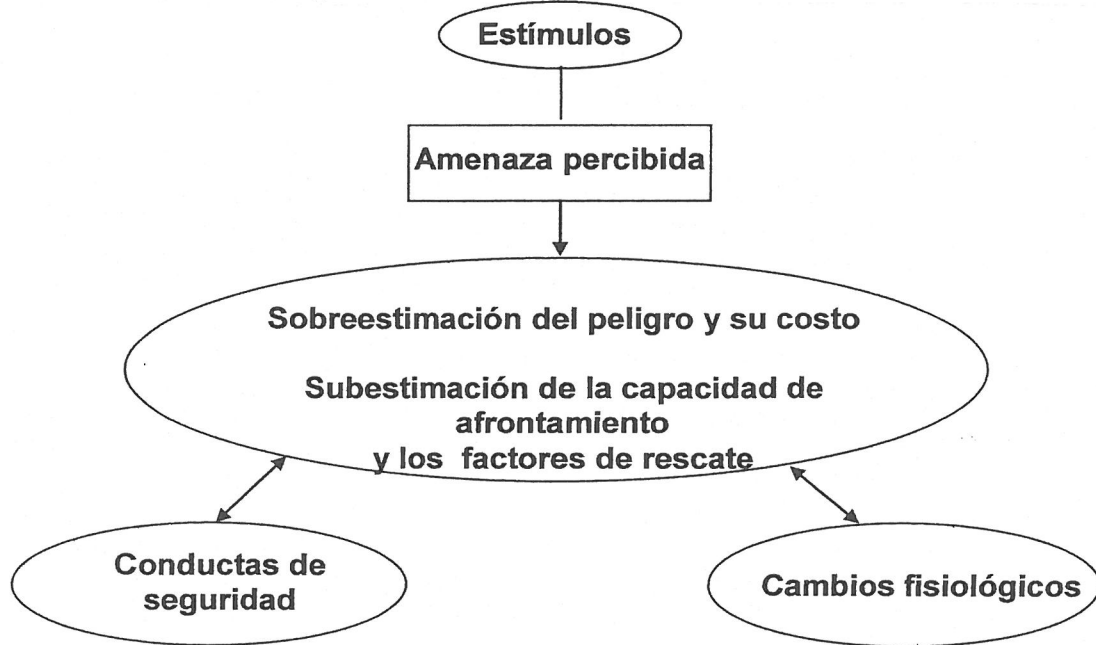 Estímulos
Amenaza percibida
Sobreestimación del peligro y su costo
Subestimación de la capacidad de
afrontamiento
y los factores de rescate
Conductas de
seguridad
Cambios fisiológicos